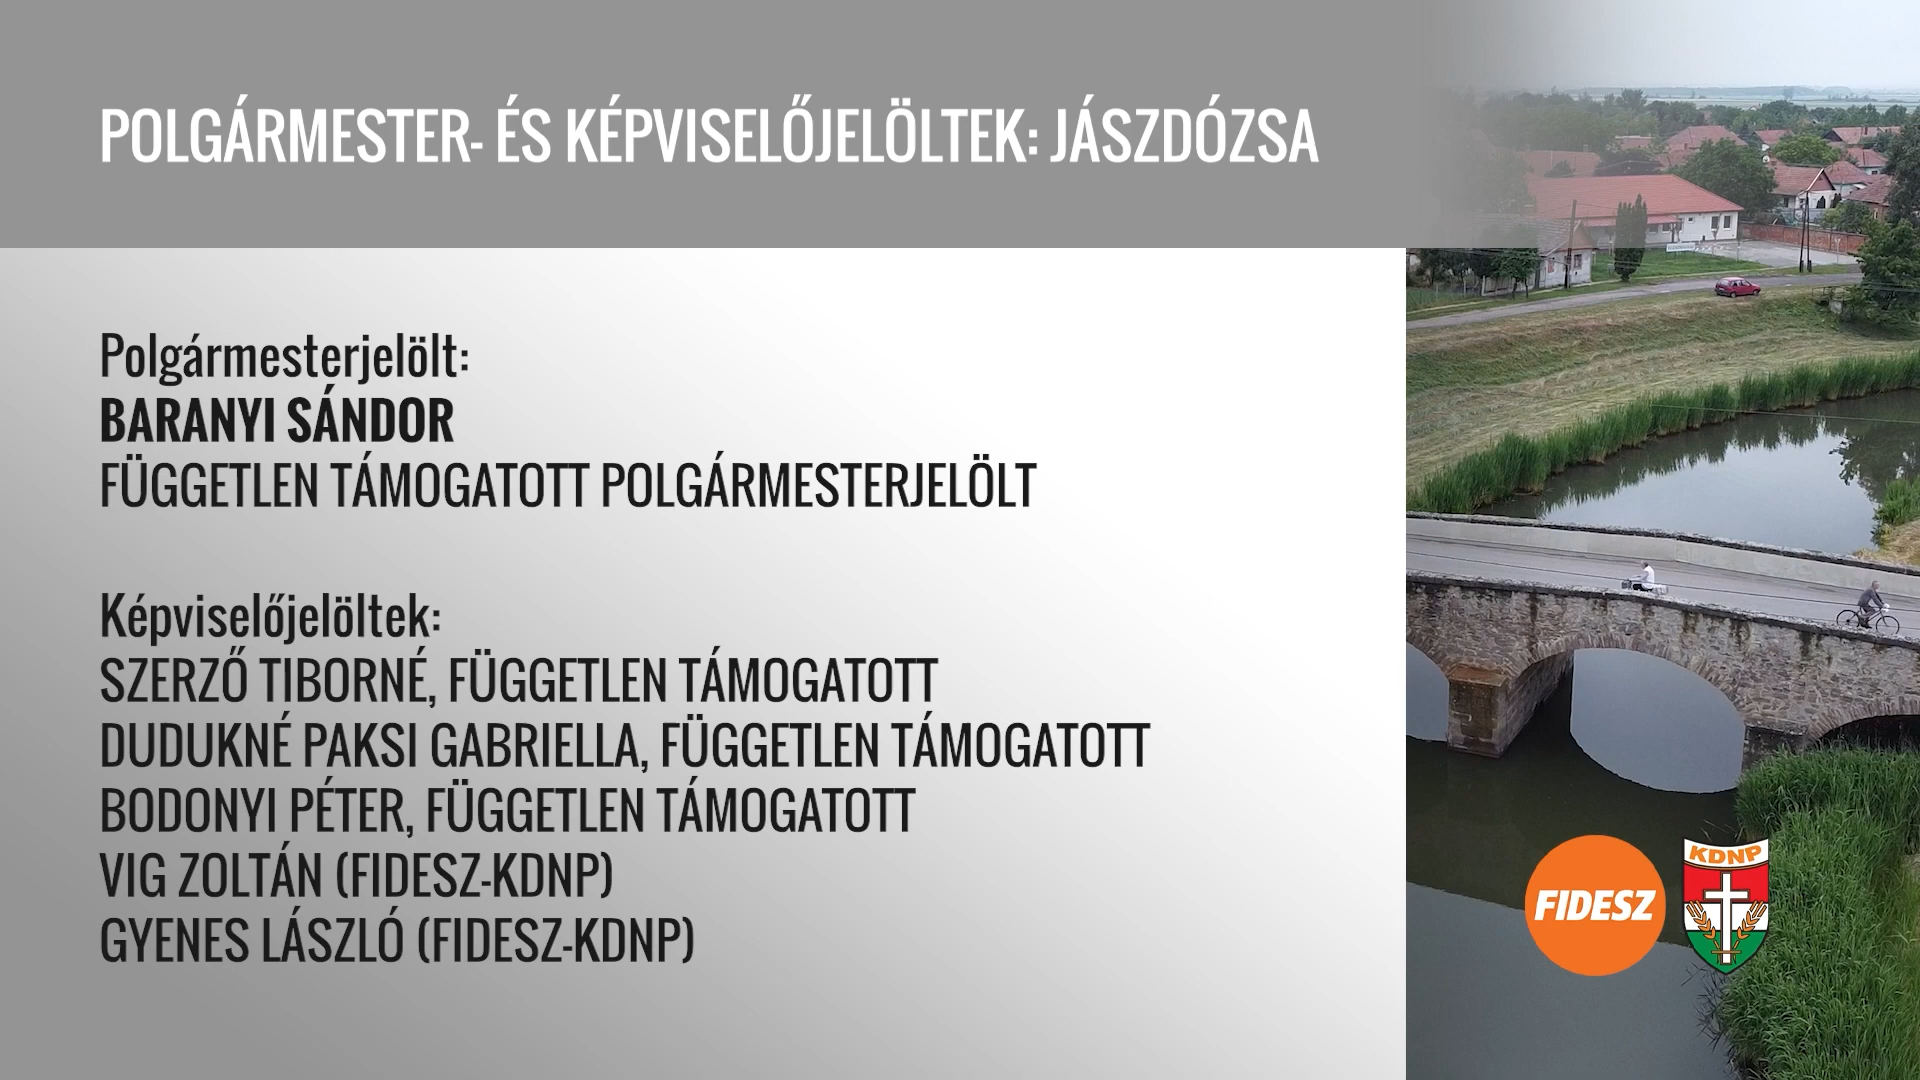 POLGÁRMESTER- ÉS KÉPVISELŐJELÖLTEK: JÁSZDÓZSA
Polgármesterjelölt:
BARANYI SÁNDOR
FÜGGETLEN TÁMOGATOTT POLGÁRMESTERJELÖLT
Képviselőjelöltek:
SZERZŐ TIBORNÉ, FÜGGETLEN TÁMOGATOTT
DUDUKNÉ PAKSI GABRIELLA, FÜGGETLEN TÁMOGATOTT
BODONYI PÉTER, FÜGGETLEN TÁMOGATOTT
VIG ZOLTÁN (FIDESZ-KDNP)
GYENES LÁSZLÓ (FIDESZ-KDNP)
FIDESZ
KDNP